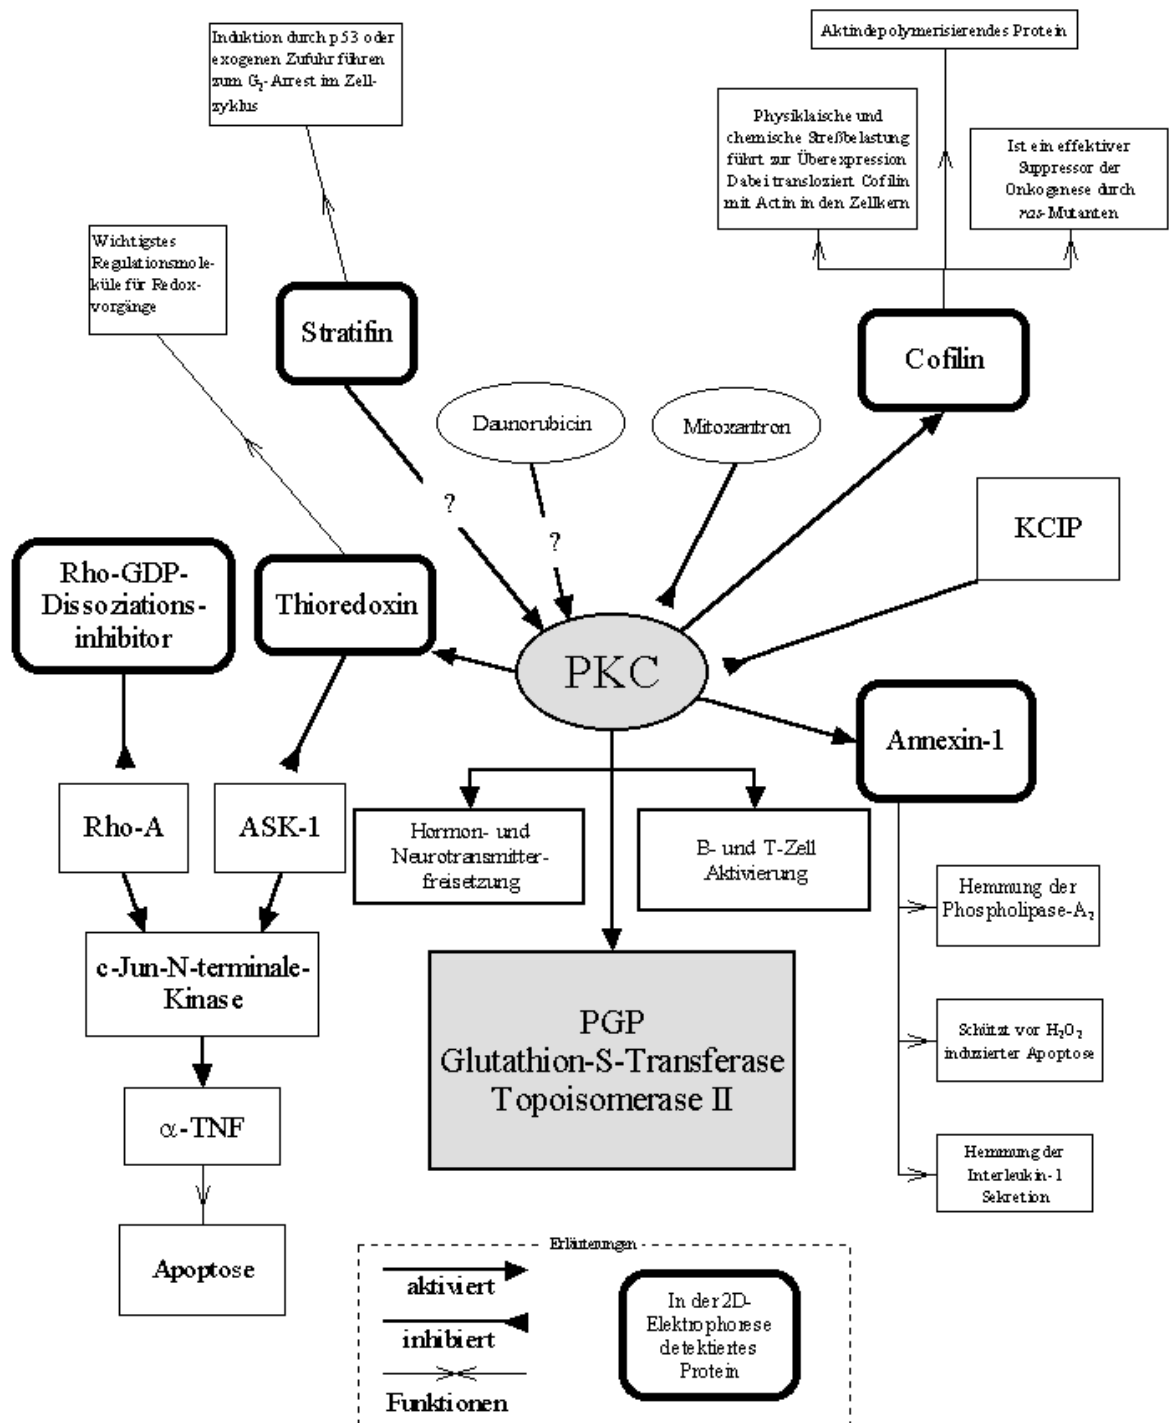 Aktindepolymerisierendes Protein
Induktion durch p53 oder
exogenen Zufuhr führen
zum G₂-Arrest im Zell-
zyklus
Physiklaische und
chemische Streßbelastung
führt zur Überexpression
Dabei transloziert Cofilin
mit Actin in den Zellkern
Ist ein effektiver
Suppressor der
Onkogenese durch
ras-Mutanten
Wichtigstes
Regulationsmole-
küle für Redox-
vorgänge
Stratifin
Cofilin
Daunorubicin
Mitoxantron
?
?
KCIP
Rho-GDP-
Dissoziations-
inhibitor
Thioredoxin
PKC
Annexin-1
Rho-A
ASK-1
Hormon- und
Neurotransmitter-
freisetzung
B- und T-Zell
Aktivierung
Hemmung der
Phospholipase-A₂
c-Jun-N-terminale-
Kinase
PGP
Glutathion-S-Transferase
Topoisomerase II
Schützt vor H₂O₂
induzierter Apoptose
α-TNF
Hemmung der
Interleukin-1
Sekretion
Apoptose
Erläuterungen
aktiviert
inhibiert
Funktionen
In der 2D-
Elektrophorese
detektiertes
Protein